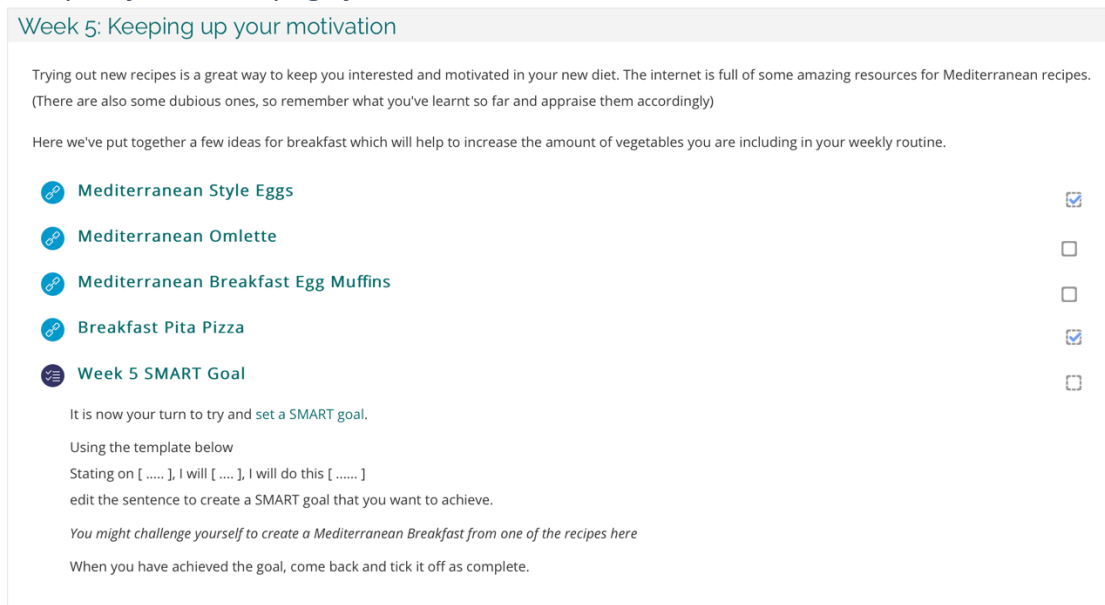 Week 5: Keeping up your motivation
Trying out new recipes is a great way to keep you interested and motivated in your new diet. The internet is full of some amazing resources for Mediterranean recipes.
(There are also some dubious ones, so remember what you've learnt so far and appraise them accordingly)
Here we've put together a few ideas for breakfast which will help to increase the amount of vegetables you are including in your weekly routine.
Mediterranean Style Eggs
Mediterranean Omlette
Mediterranean Breakfast Egg Muffins
Breakfast Pita Pizza
Week 5 SMART Goal
It is now your turn to try and set a SMART goal.
Using the template below
Stating on [ ..... ], I will [ .... ], I will do this [ ...... ]
edit the sentence to create a SMART goal that you want to achieve.
You might challenge yourself to create a Mediterranean Breakfast from one of the recipes here
When you have achieved the goal, come back and tick it off as complete.